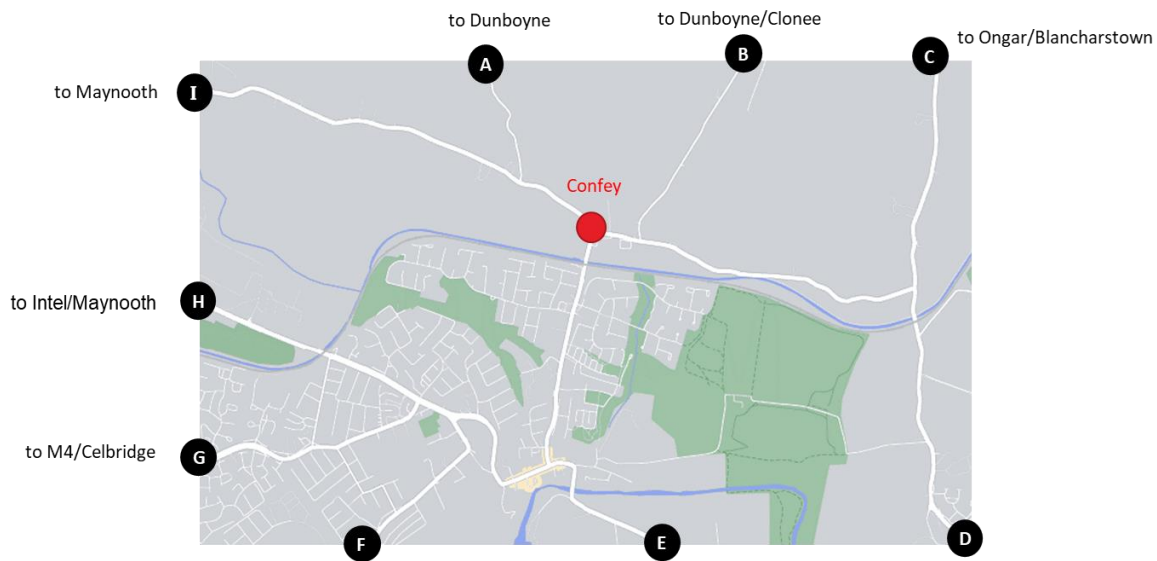 to Dunboyne
to Dunboyne/Clonee
to Ongar/Blancharstown
A
B
C
to Maynooth
I
Confey
to Intel/Maynooth
H
to M4/Celbridge
G
F
E
D